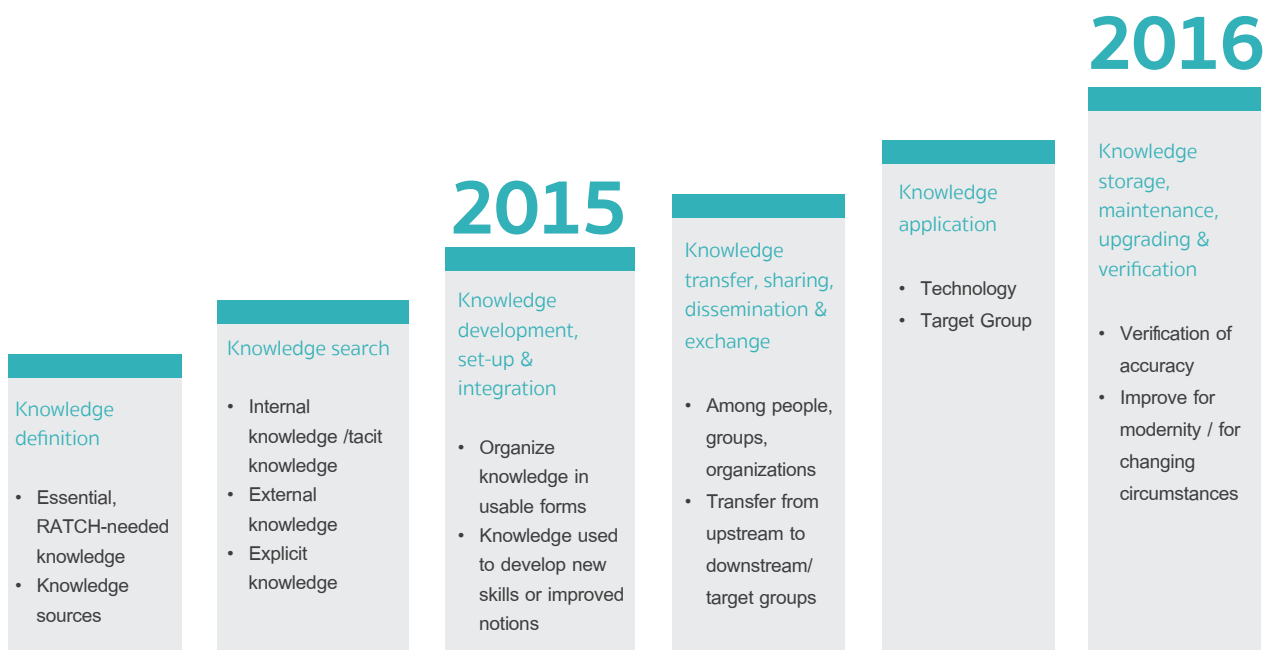 Knowledge
definition
• Essential,
RATCH-needed
knowledge
• Knowledge
sources
Knowledge search
• Internal
knowledge /tacit
knowledge
• External
knowledge
• Explicit
knowledge
2015
Knowledge
development,
set-up &
integration
• Organize
knowledge in
usable forms
• Knowledge used
to develop new
skills or improved
notions
Knowledge
transfer, sharing,
dissemination &
exchange
• Among people,
groups,
organizations
• Transfer from
upstream to
downstream/
target groups
Knowledge
application
• Technology
• Target Group
2016
Knowledge
storage,
maintenance,
upgrading &
verification
• Verification of
accuracy
• Improve for
modernity / for
changing
circumstances